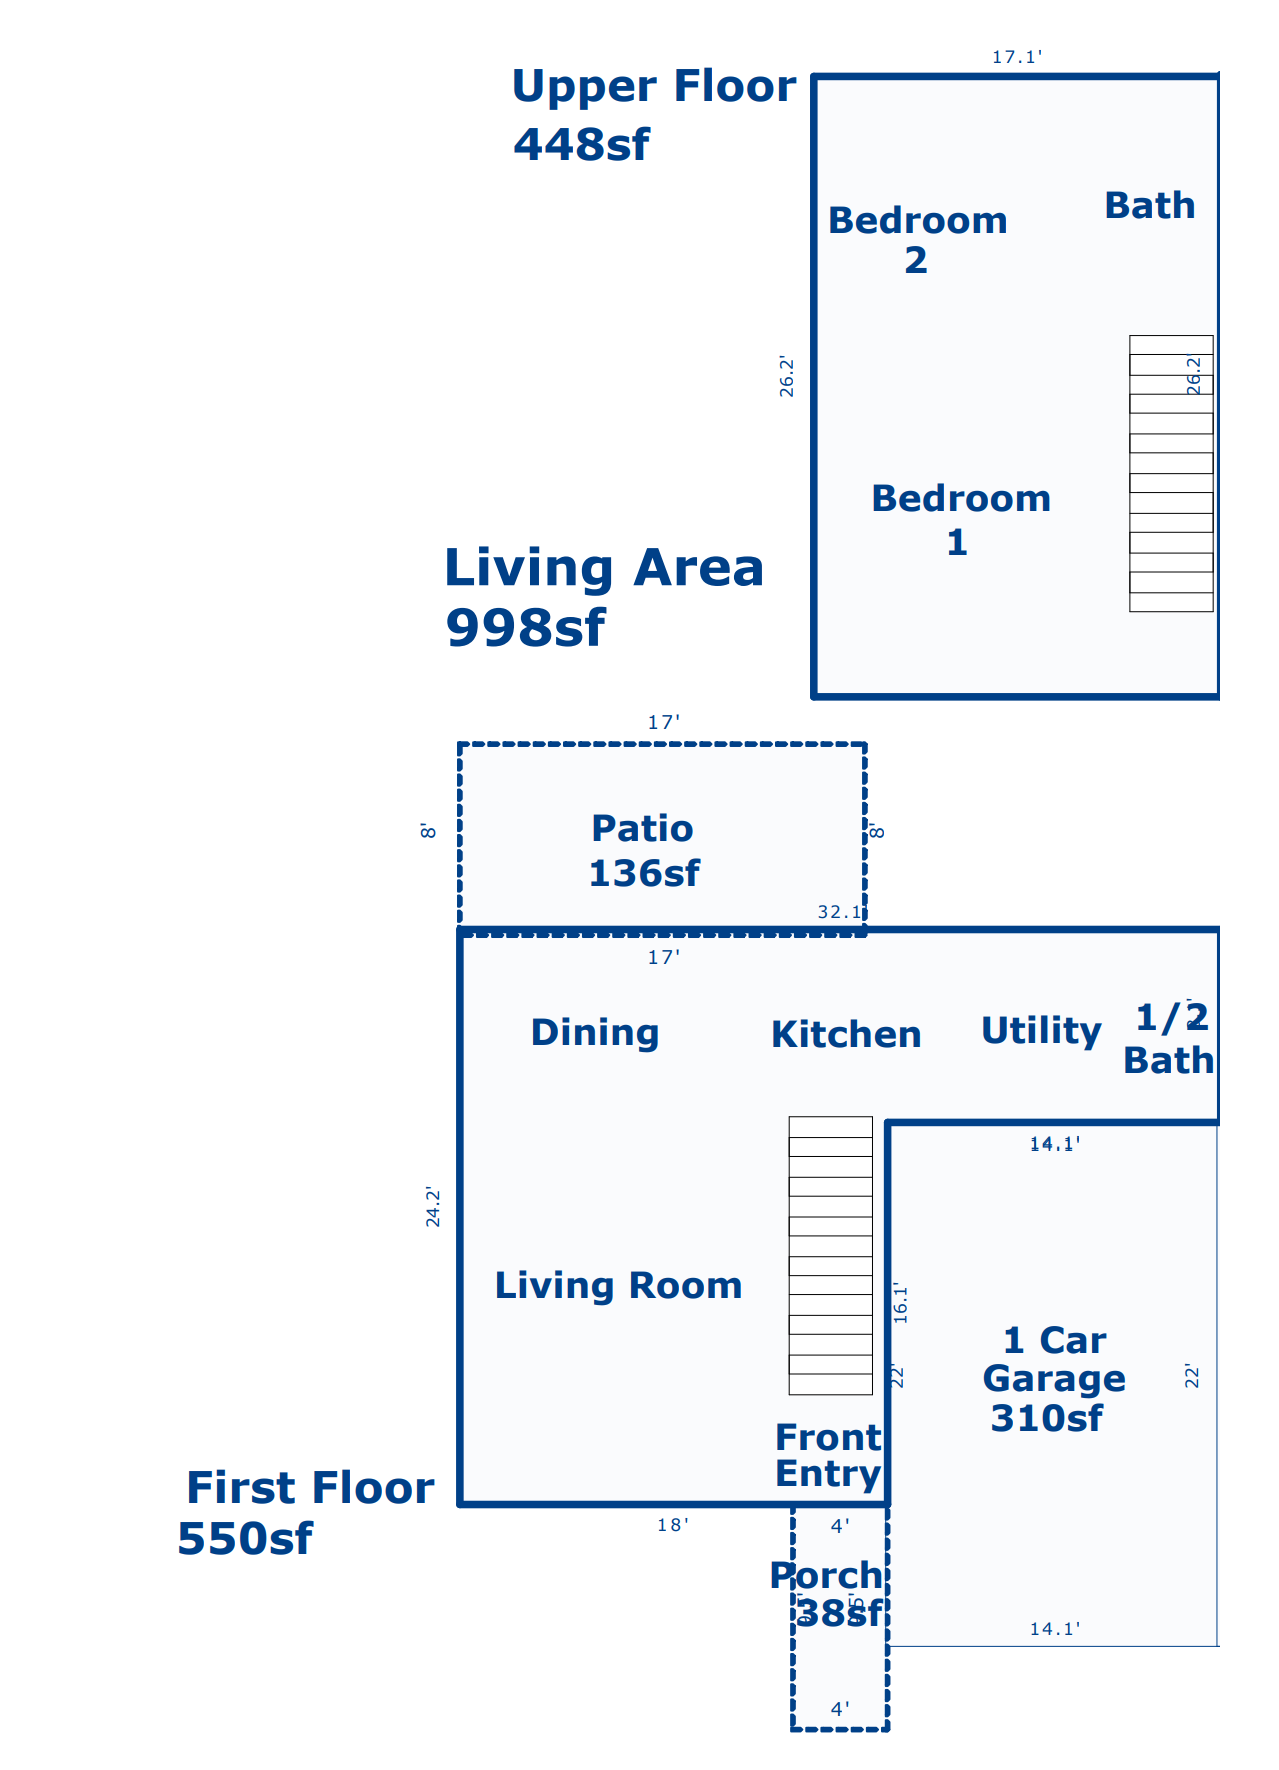 17.1'
Upper Floor
448sf
Bedroom
2
Bath
26.2'
26.2'
Bedroom
1
Living Area
998sf
17'
8'
8'
Patio
136sf
32.1
17'
Dining
Kitchen
Utility
1/2
Bath
14.1'
14.1'
24.2'
Living Room
16.1'
1 Car
Garage
310sf
22'
22'
Front
Entry
First Floor
550sf
18'
4'
Porch
38sf
14.1'
4'